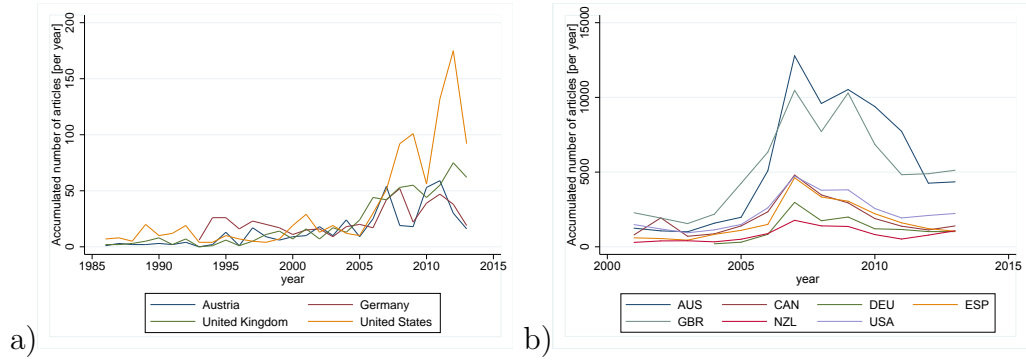 a)
Accumulated number of articles [per year]
200
150
100
50
0
1985 1990 1995 2000 2005 2010 2015
year
Austria Germany
United Kingdom United States
b)
Accumulated number of articles [per year]
15000
10000
5000
0
2000 2005 2010 2015
year
AUS CAN DEU ESP
GBR NZL USA